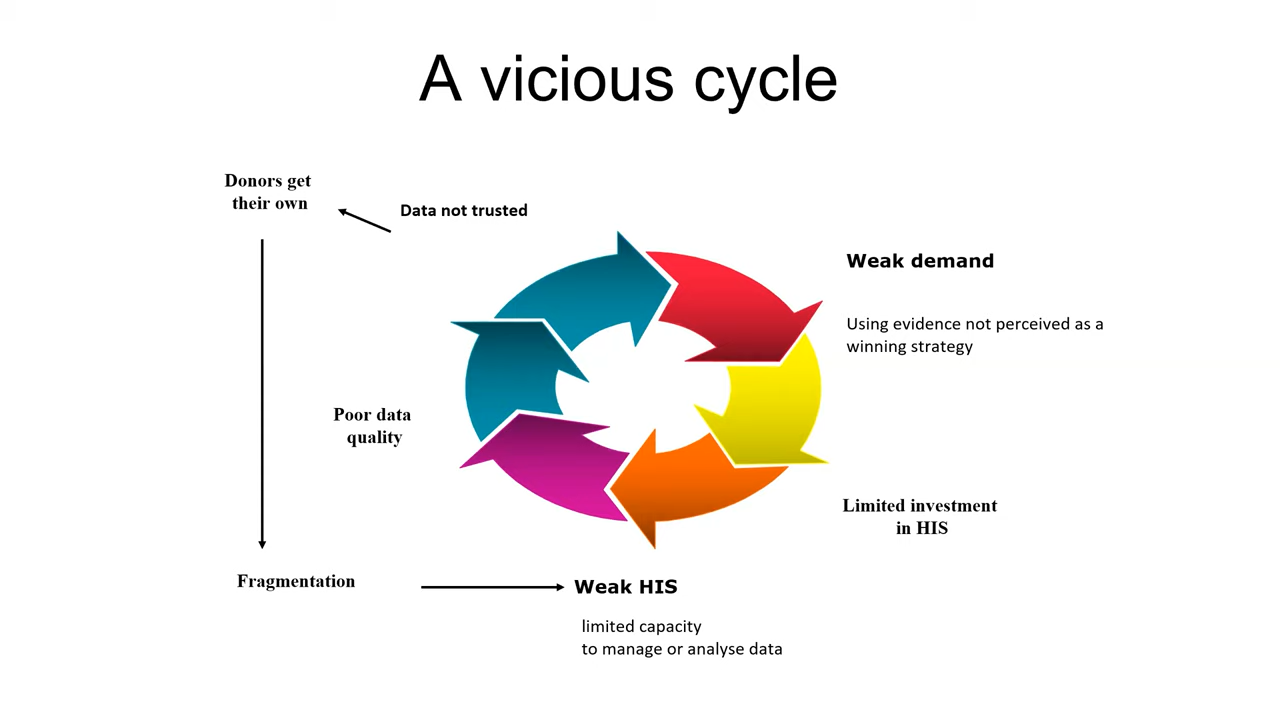 A vicious cycle
Donors get
their own
Data not trusted
Weak demand
Using evidence not perceived as a
winning strategy
Poor data
quality
Limited investment
in HIS
Fragmentation
Weak HIS
limited capacity
to manage or analyse data